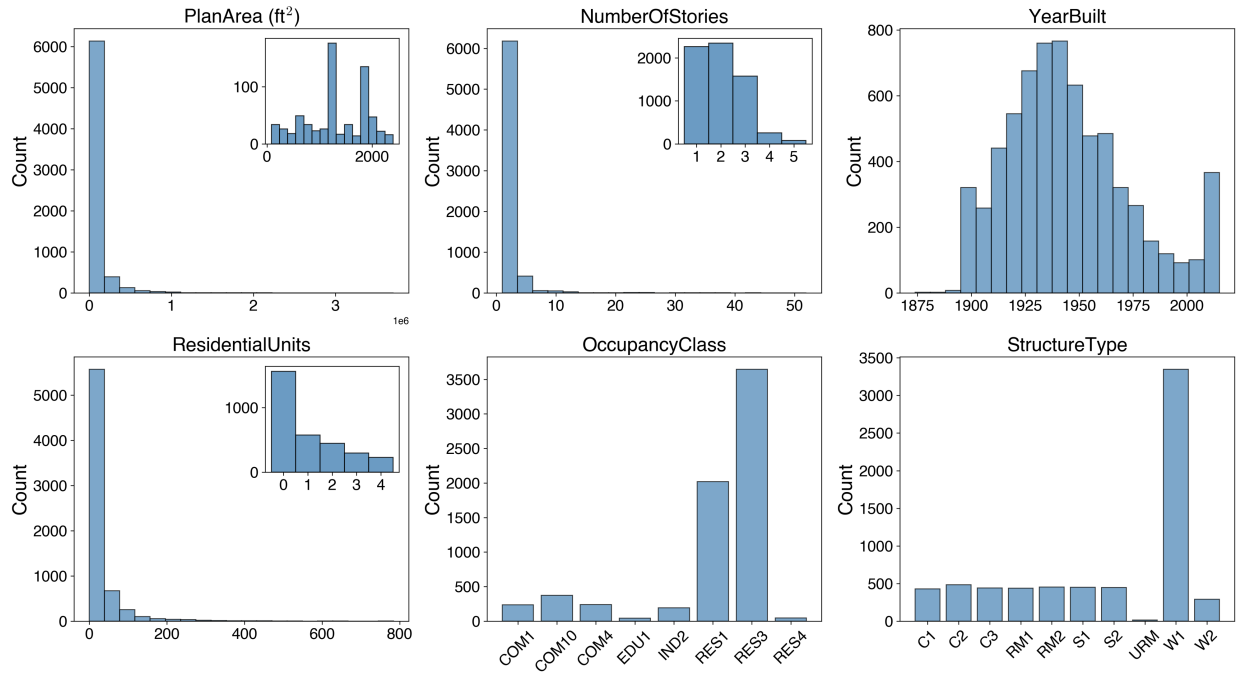 PlanArea (ft²)
Count
6000
5000
4000
3000
2000
1000
0
0 1 2 3
1e6
100
0
0 2000
NumberOfStories
Count
6000
5000
4000
3000
2000
1000
0
0 10 20 30 40 50
2000
1000
0
1 2 3 4 5
YearBuilt
Count
800
600
400
200
0
1875 1900 1925 1950 1975 2000
ResidentialUnits
Count
5000
4000
3000
2000
1000
0
0 200 400 600 800
1000
0
0 1 2 3 4
OccupancyClass
Count
3500
3000
2500
2000
1500
1000
500
0
COM1 COM10 COM4 EDU1 IND2 RES1 RES3 RES4
StructureType
Count
3500
3000
2500
2000
1500
1000
500
0
C1 C2 C3 RM1 RM2 S1 S2 URM W1 W2